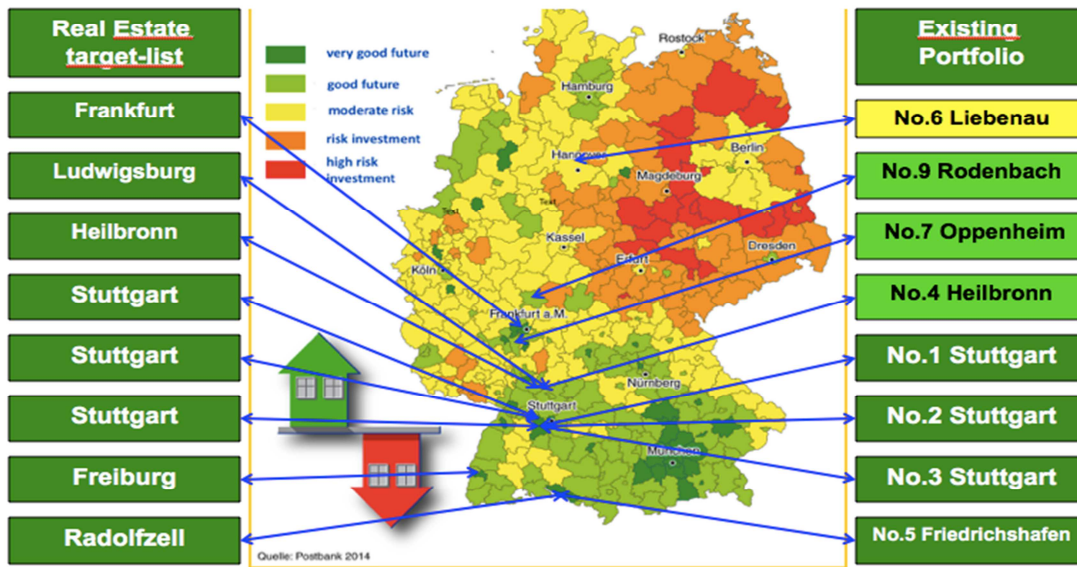 Real Estate
target-list
Frankfurt
Ludwigsburg
Heilbronn
Stuttgart
Stuttgart
Stuttgart
Freiburg
Radolfzell
very good future
good future
moderate risk
risk investment
high risk
investment
Rostock
Hamburg
Hannover
Berlin
Magdeburg
Text
Text
Kassel
Köln
Erfurt
Dresden
Frankfurt a.M.
Nürnberg
Stuttgart
München
Quelle: Postbank 2014
Existing
Portfolio
No.6 Liebenau
No.9 Rodenbach
No.7 Oppenheim
No.4 Heilbronn
No.1 Stuttgart
No.2 Stuttgart
No.3 Stuttgart
No.5 Friedrichshafen